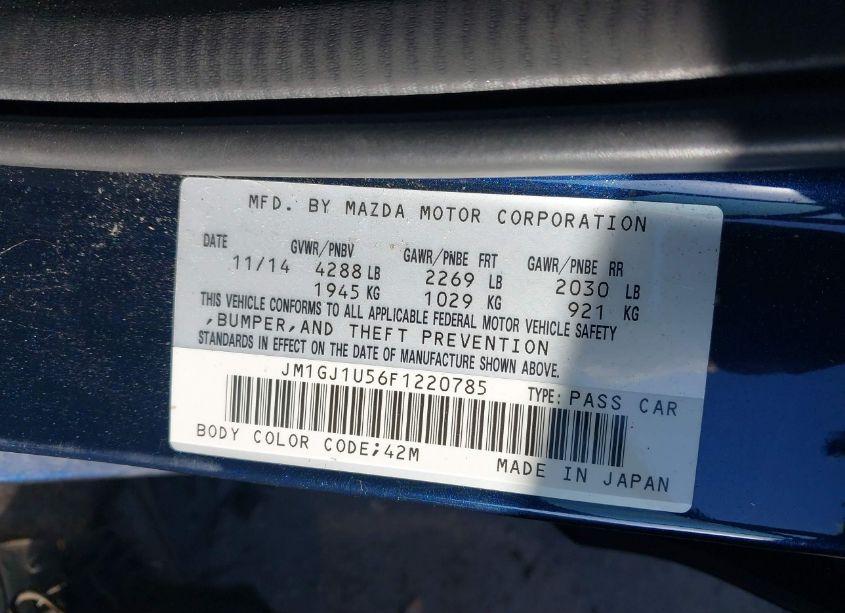 MFD. BY MAZDA MOTOR CORPORATION
DATE GVWR/PNBV GAWR/PNBE FRT GAWR/PNBE RR
11/14 4288 LB 2269 LB 2030 LB
1945 KG 1029 KG 921 KG
THIS VEHICLE CONFORMS TO ALL APPLICABLE FEDERAL MOTOR VEHICLE SAFETY
,BUMPER,AND THEFT PREVENTION
STANDARDS IN EFFECT ON THE DATE OF MANUFACTURE SHOWN ABOVE.
JM1GJ1U56F1220785 TYPE: PASS CAR
BODY COLOR CODE;42M MADE IN JAPAN